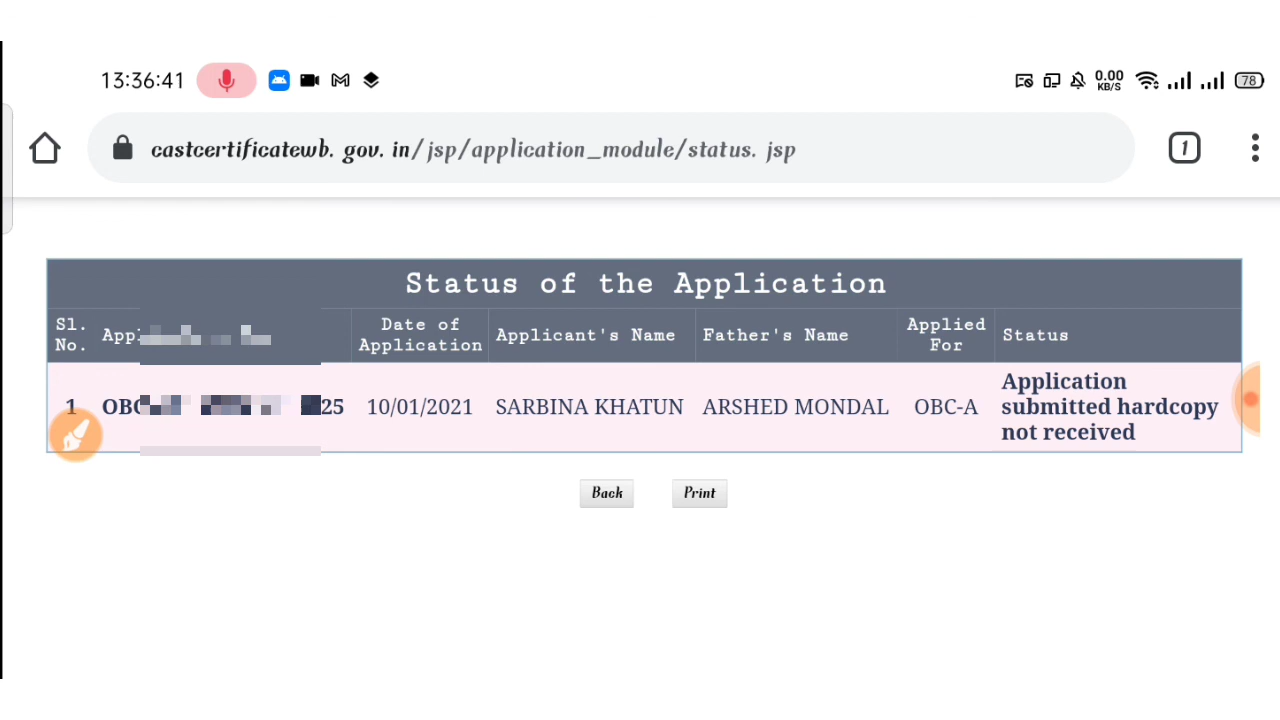 13:36:41 0.00 KB/S 78
castcertificatewb. gov. in/jsp/application_module/status. jsp 1
Status of the Application
Sl. No. Date of Application Applicant's Name Father's Name Applied For Status
1 10/01/2021 SARBINA KHATUN ARSHED MONDAL OBC-A Application submitted hardcopy not received
Back Print